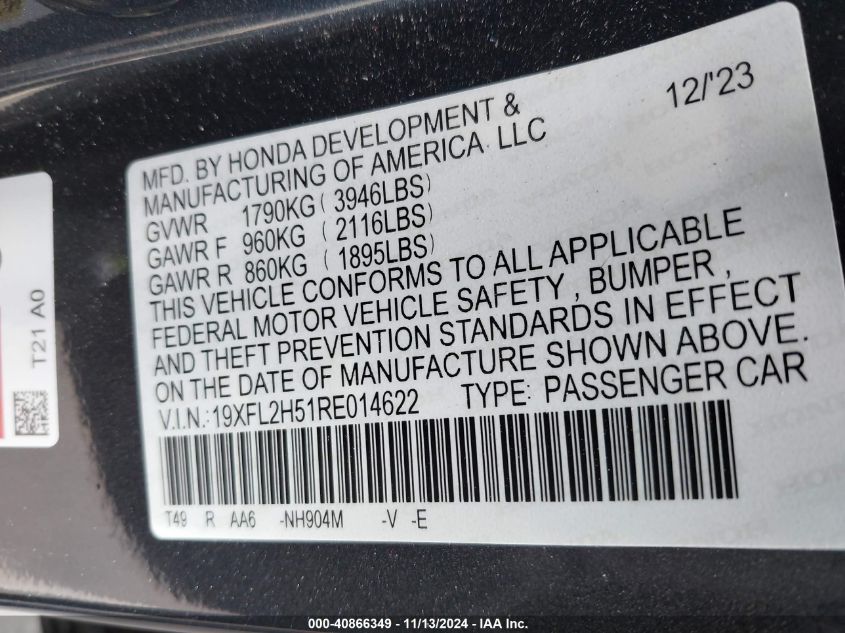 12/'23
MFD. BY HONDA DEVELOPMENT &
MANUFACTURING OF AMERICA LLC
GVWR 1790KG ( 3946LBS)
GAWR F 960KG ( 2116LBS)
GAWR R 860KG ( 1895LBS)
THIS VEHICLE CONFORMS TO ALL APPLICABLE
FEDERAL MOTOR VEHICLE SAFETY , BUMPER ,
AND THEFT PREVENTION STANDARDS IN EFFECT
ON THE DATE OF MANUFACTURE SHOWN ABOVE.
V.I.N.:19XFL2H51RE014622 TYPE: PASSENGER CAR
T49 R AA6 -NH904M -V -E
T21 A0
000-40866349 - 11/13/2024 - IAA Inc.